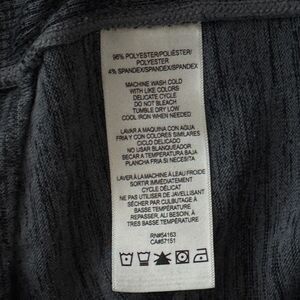 96% POLYESTER/POLIÉSTER/
POLYESTER
4% SPANDEX/SPANDEX/SPANDEX
MACHINE WASH COLD
WITH LIKE COLORS
DELICATE CYCLE
DO NOT BLEACH
TUMBLE DRY LOW
COOL IRON WHEN NEEDED
LAVAR A MAQUINA CON AGUA
FRIA Y CON COLORES SIMILARES
CICLO DELICADO
NO USAR BLANQUEADOR
SECAR A TEMPERATURA BAJA
PLANCHA FRIA SI NECESITA
LAVER À LA MACHINE À L'EAU FROIDE
SORTIR IMMÉDIATEMENT
CYCLE DÉLICAT
NE PAS UTILISER DE JAVELLISANT
SÉCHER PAR CULBUTAGE À
BASSE TEMPÉRATURE
REPASSER, AU BESOIN, À
TRES BASSE TEMPÉRATURE
RN#54163
CA#57151